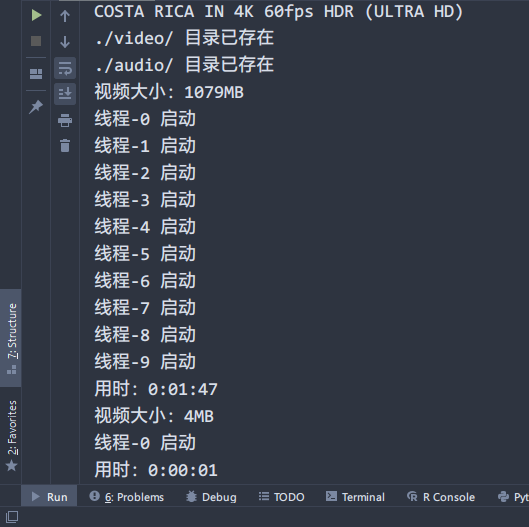 COSTA RICA IN 4K 60fps HDR (ULTRA HD)
./video/ 目录已存在
./audio/ 目录已存在
视频大小: 1079MB
线程-0 启动
线程-1 启动
线程-2 启动
线程-3 启动
线程-4 启动
线程-5 启动
线程-6 启动
线程-7 启动
线程-8 启动
线程-9 启动
用时: 0:01:47
视频大小: 4MB
线程-0 启动
用时: 0:00:01
7: Structure
2: Favorites
Run 6: Problems Debug TODO Terminal R Console Pyt